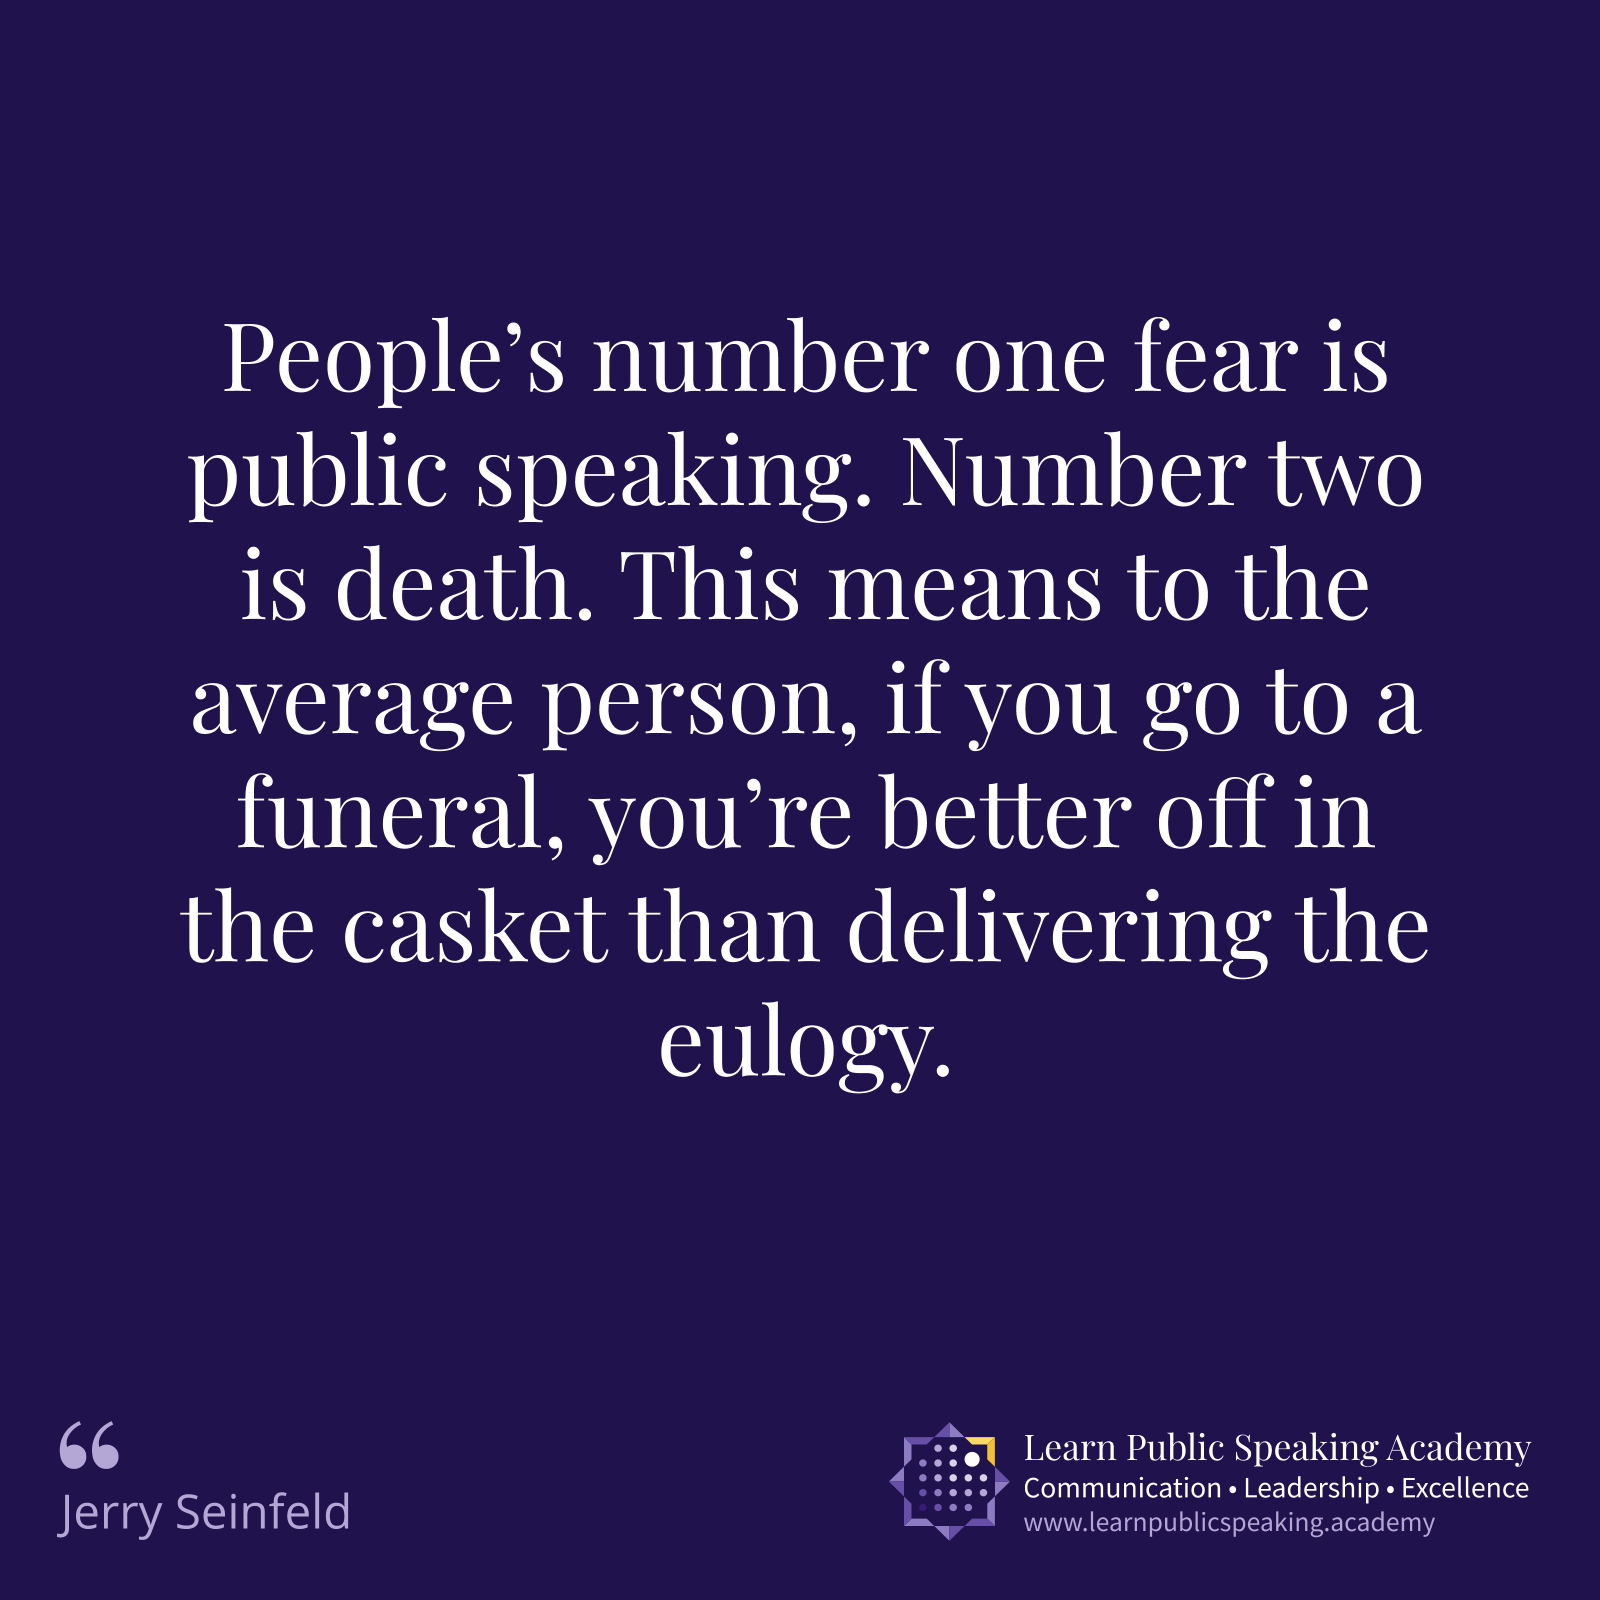 People’s number one fear is
public speaking. Number two
is death. This means to the
average person, if you go to a
funeral, you’re better off in
the casket than delivering the
eulogy.
“
Jerry Seinfeld
Learn Public Speaking Academy
Communication • Leadership • Excellence
www.learnpublicspeaking.academy